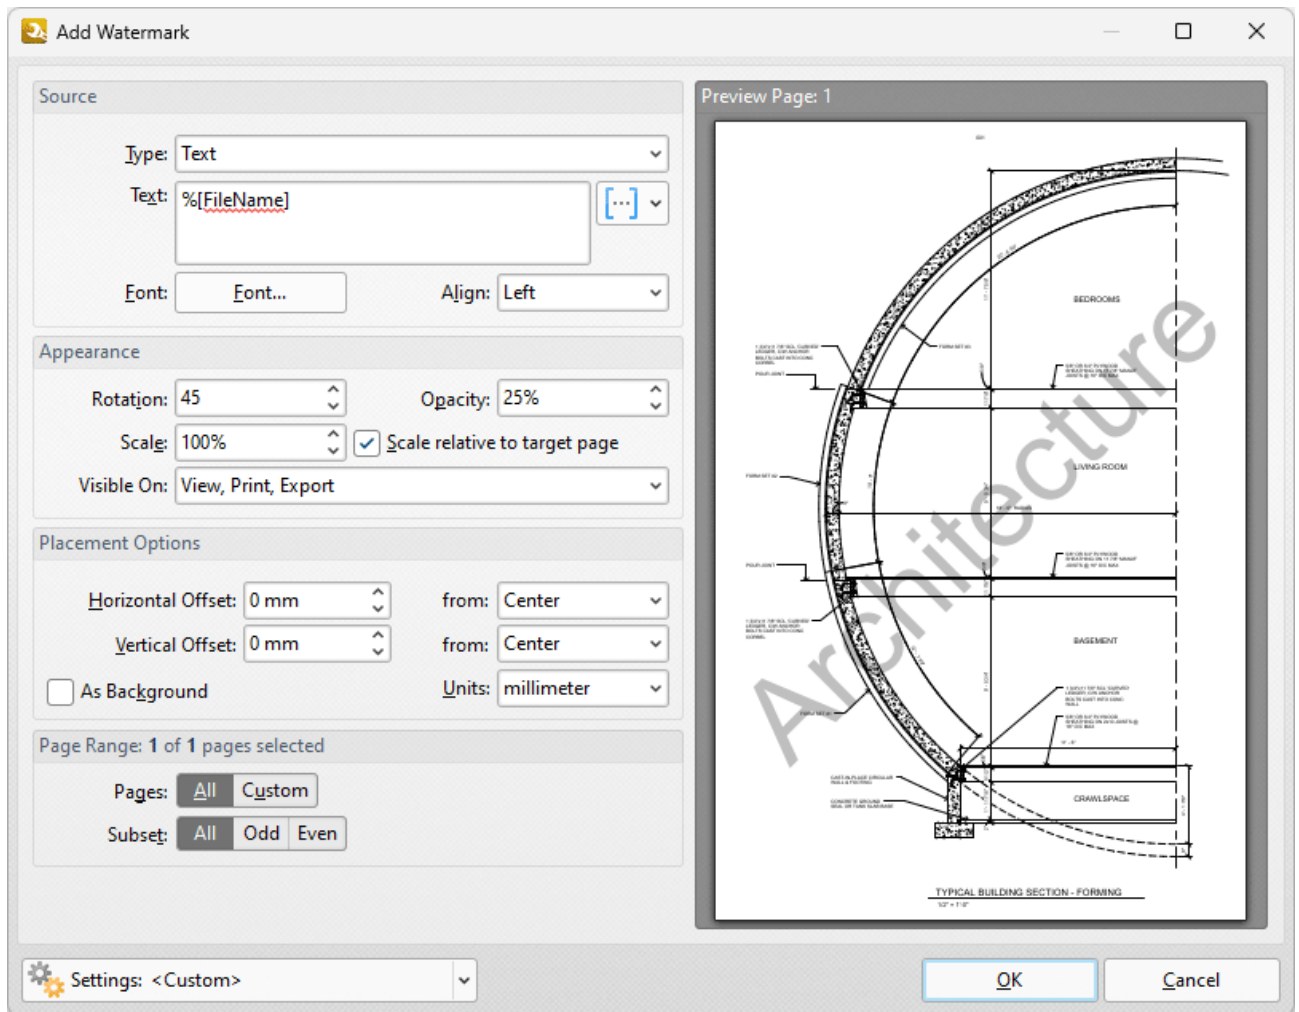 Add Watermark
Source
Type: Text
Text: %[FileName]
Font: Font... Align: Left
Appearance
Rotation: 45 Opacity: 25%
Scale: 100% Scale relative to target page
Visible On: View, Print, Export
Placement Options
Horizontal Offset: 0 mm from: Center
Vertical Offset: 0 mm from: Center
As Background Units: millimeter
Page Range: 1 of 1 pages selected
Pages: All Custom
Subset: All Odd Even
Settings: <Custom>
OK Cancel
Preview Page: 1
BEDROOMS
LIVING ROOM
BASEMENT
CRAWLSPACE
Architecture
POUR JOINT
POUR JOINT
TYPICAL BUILDING SECTION - FORMING